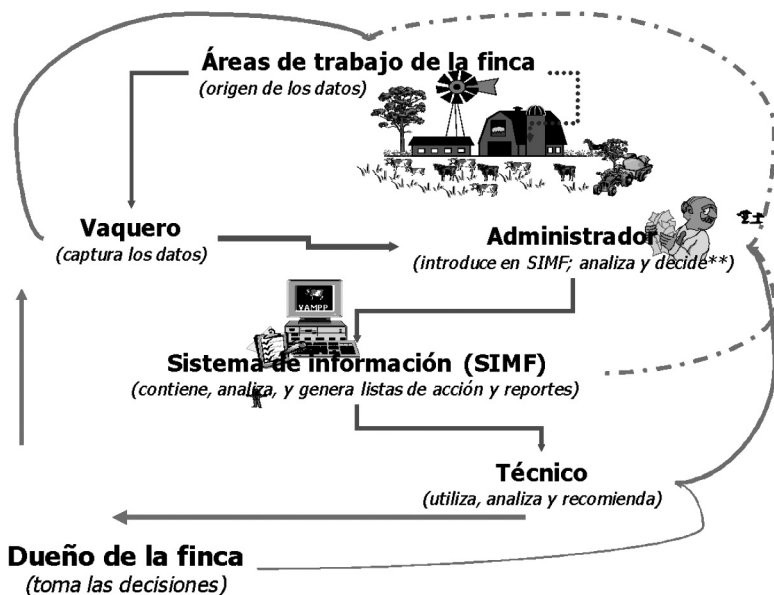 Áreas de trabajo de la finca
(origen de los datos)
Vaquero
(captura los datos)
Administrador
(introduce en SIMF; analiza y decide**)
VAMPP
Sistema de información (SIMF)
(contiene, analiza, y genera listas de acción y reportes)
Técnico
(utiliza, analiza y recomienda)
Dueño de la finca
(toma las decisiones)